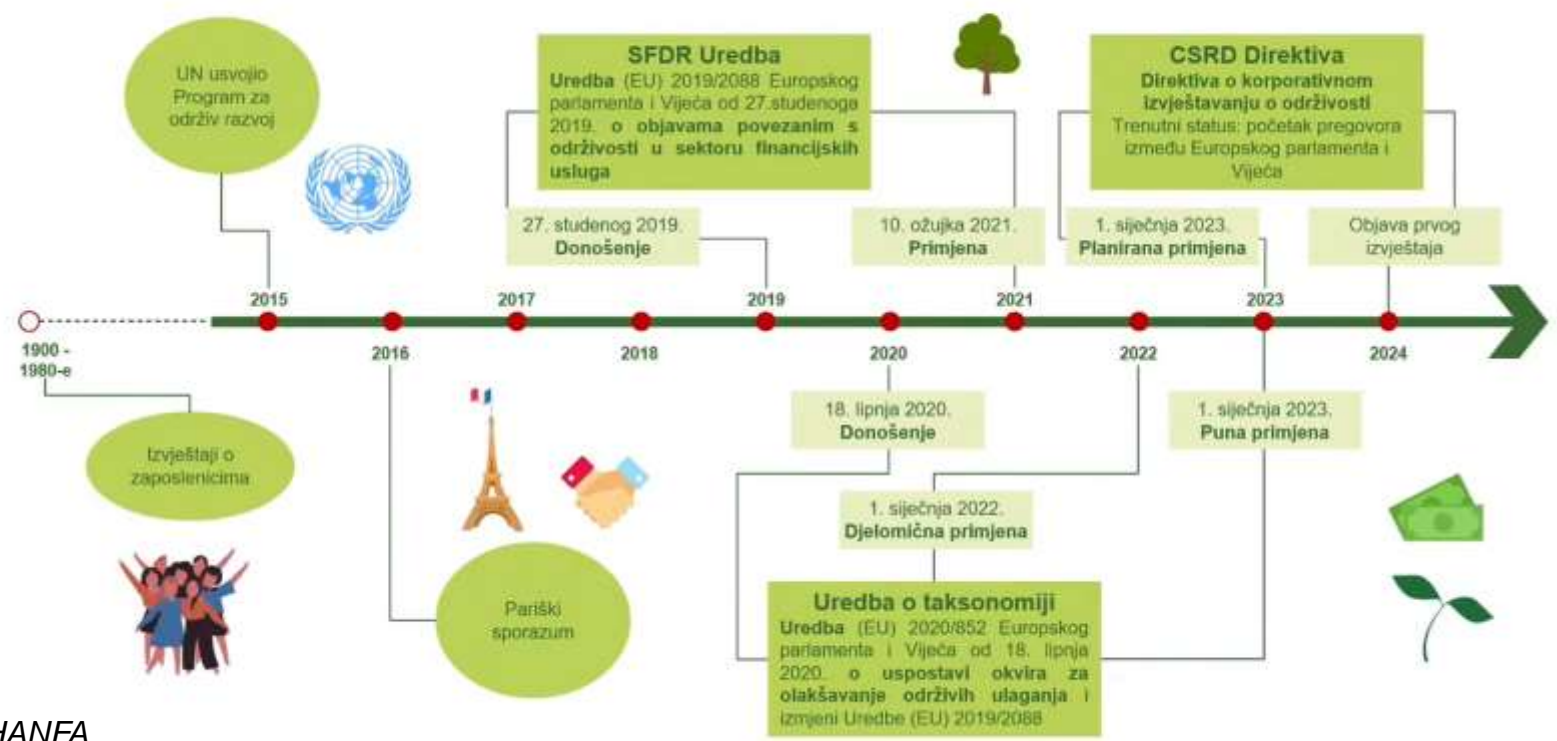 UN usvojio
Program za
održiv razvoj
SFDR Uredba
Uredba (EU) 2019/2088 Europskog
parlamenta i Vijeća od 27.studenoga
2019. o objavama povezanim s
održivosti u sektoru financijskih
usluga
CSRD Direktiva
Direktiva o korporativnom
izvještavanju o održivosti
Trenutni status: početak pregovora
između Europskog parlamenta i
Vijeća
27. studenog 2019.
Donošenje
10. ožujka 2021.
Primjena
1. siječnja 2023.
Planirana primjena
Objava prvog
izvještaja
2015
2017
2019
2021
2023
1900 -
1980-e
2016
2018
2020
2022
2024
Izvještaji o
zaposlenicima
Pariški
sporazum
18. lipnja 2020.
Donošenje
1. siječnja 2023.
Puna primjena
1. siječnja 2022.
Djelomična primjena
Uredba o taksonomiji
Uredba (EU) 2020/852 Europskog
parlamenta i Vijeća od 18. lipnja
2020. o uspostavi okvira za
olakšavanje održivih ulaganja i
izmjeni Uredbe (EU) 2019/2088
HANFA